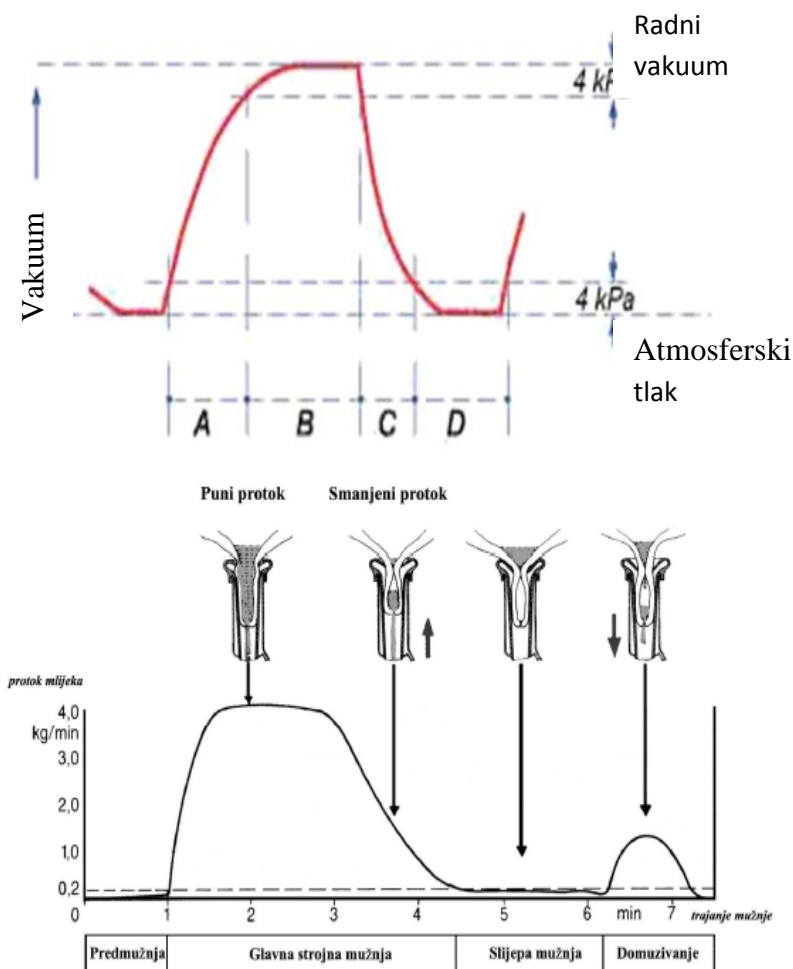 Radni
vakuum
4 kP
Vakuum
4 kPa
Atmosferski
tlak
A B C D
Puni protok Smanjeni protok
protok mlijeka
4,0
kg/min
3,0
2,0
1,0
0,2
0 1 2 3 4 5 6 min 7 trajanje mužnje
Predmužnja Glavna strojna mužnja Slijepa mužnja Domuzivanje